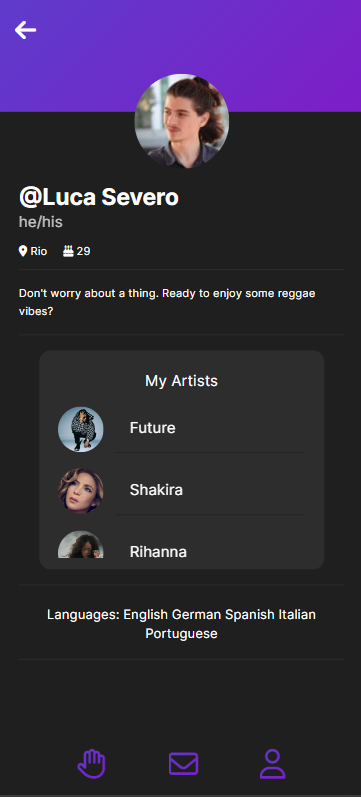 @Luca Severo
he/his
Rio 29
Don't worry about a thing. Ready to enjoy some reggae
vibes?
My Artists
Future
Shakira
Rihanna
Languages: English German Spanish Italian
Portuguese